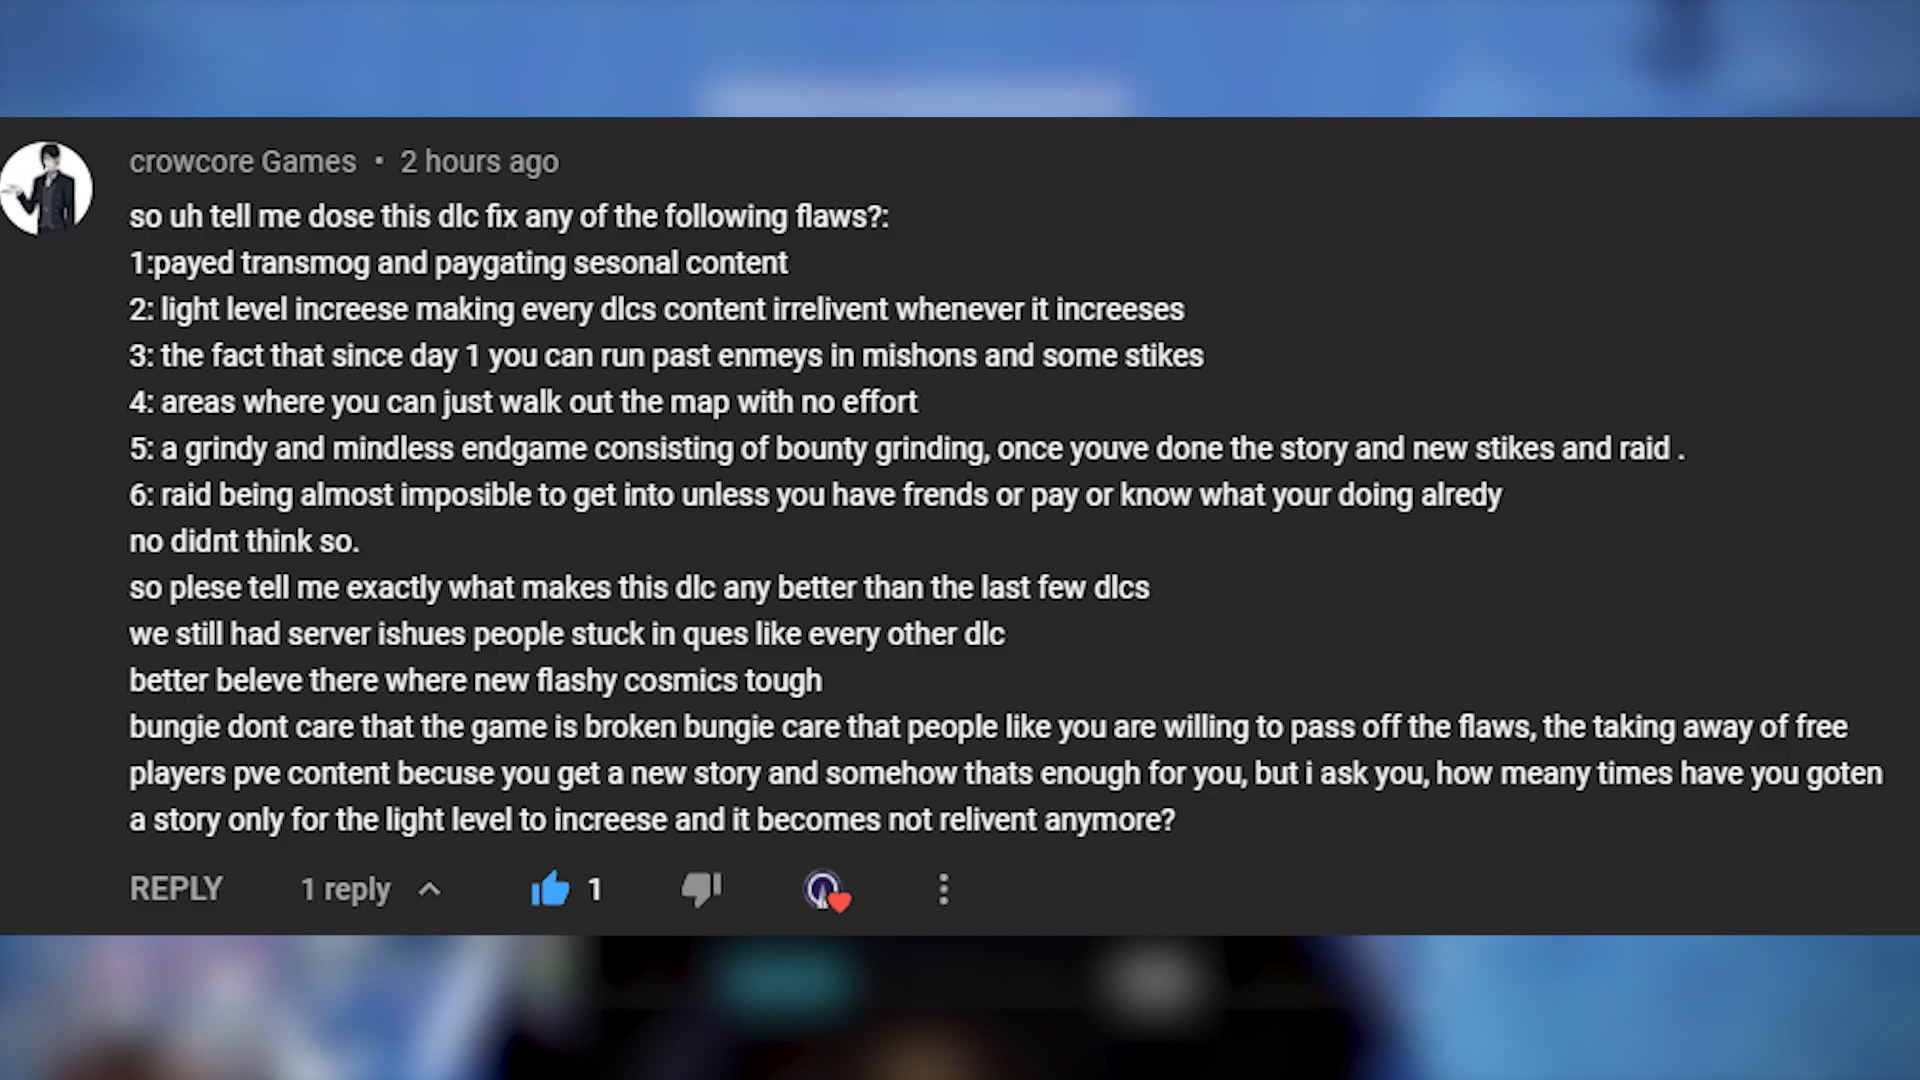 crowcore Games • 2 hours ago
so uh tell me dose this dlc fix any of the following flaws?:
1:payed transmog and paygating sesonal content
2: light level increese making every dlcs content irrelivent whenever it increeses
3: the fact that since day 1 you can run past enmeys in mishons and some stikes
4: areas where you can just walk out the map with no effort
5: a grindy and mindless endgame consisting of bounty grinding, once youve done the story and new stikes and raid .
6: raid being almost imposible to get into unless you have frends or pay or know what your doing alredy
no didnt think so.
so plese tell me exactly what makes this dlc any better than the last few dlcs
we still had server ishues people stuck in ques like every other dlc
better beleve there where new flashy cosmics tough
bungie dont care that the game is broken bungie care that people like you are willing to pass off the flaws, the taking away of free
players pve content becuse you get a new story and somehow thats enough for you, but i ask you, how meany times have you goten
a story only for the light level to increese and it becomes not relivent anymore?
REPLY 1 reply 1